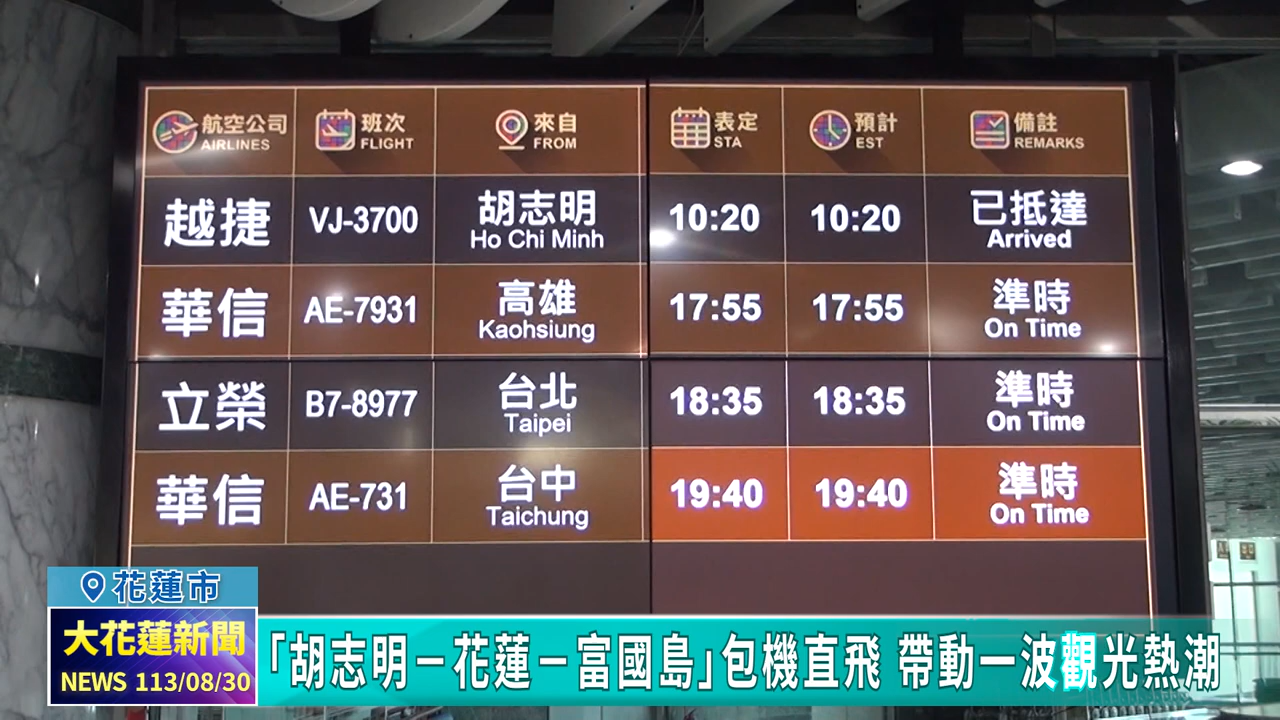 航空公司 AIRLINES 班次 FLIGHT 來自 FROM 表定 STA 預計 EST 備註 REMARKS
越捷 VJ-3700 胡志明 Ho Chi Minh 10:20 10:20 已抵達 Arrived
華信 AE-7931 高雄 Kaohsiung 17:55 17:55 準時 On Time
立榮 B7-8977 台北 Taipei 18:35 18:35 準時 On Time
華信 AE-731 台中 Taichung 19:40 19:40 準時 On Time
花蓮市
大花蓮新聞
NEWS 113/08/30
「胡志明－花蓮－富國島」包機直飛 帶動一波觀光熱潮